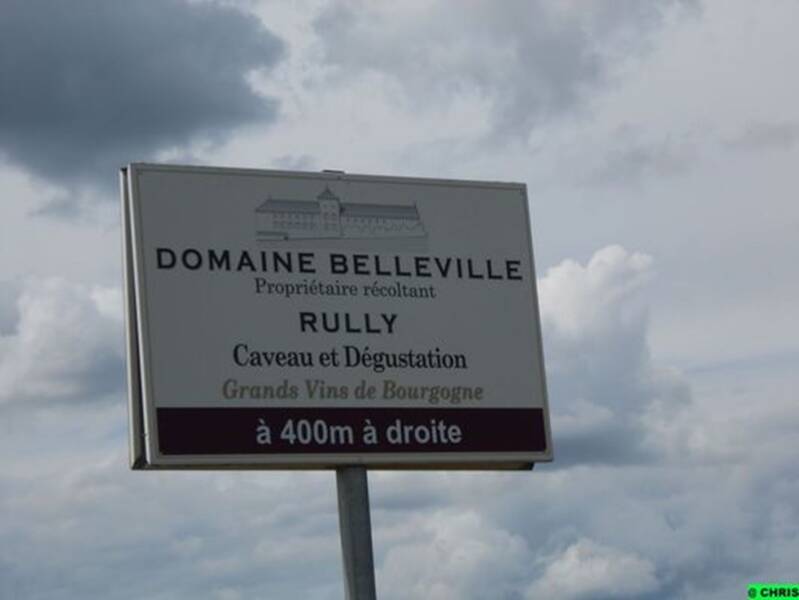 DOMAINE BELLEVILLE
Propriétaire récoltant
RULLY
Caveau et Dégustation
Grands Vins de Bourgogne
à 400m à droite
@ CHRIS